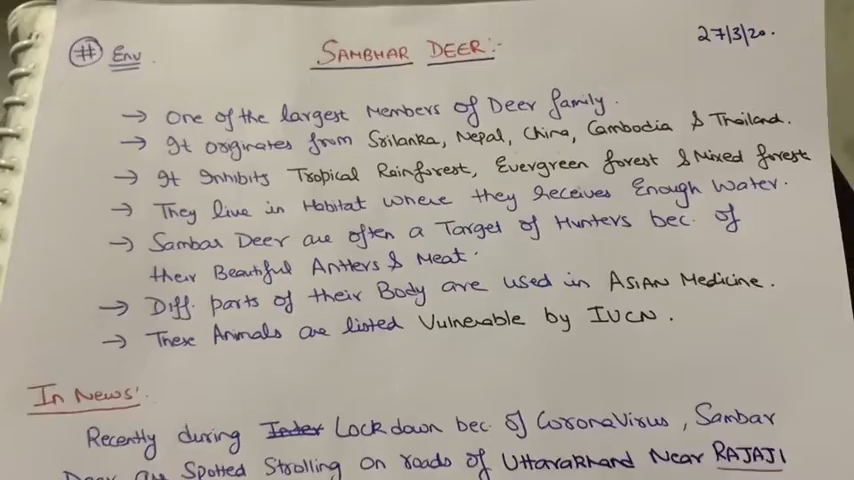 # Env.
SAMBHAR DEER:-
27/3/20.
→ One of the largest Members of Deer family.
→ It originates from Srilanka, Nepal, China, Cambodia & Thailand.
→ It Inhibits Tropical Rainforest, Evergreen forest & Mixed forest
→ They live in Habitat where they receives Enough Water.
→ Sambar Deer are often a Target of Hunters bec. of
their Beautiful Antlers & Meat.
→ Diff. parts of their Body are used in ASIAN Medicine.
→ These Animals are listed Vulnerable by IUCN.
In News:
Recently during Inter Lockdown bec. of CoronaVirus, Sambar
Deer are Spotted Strolling on roads of Uttarakhand Near RAJAJI